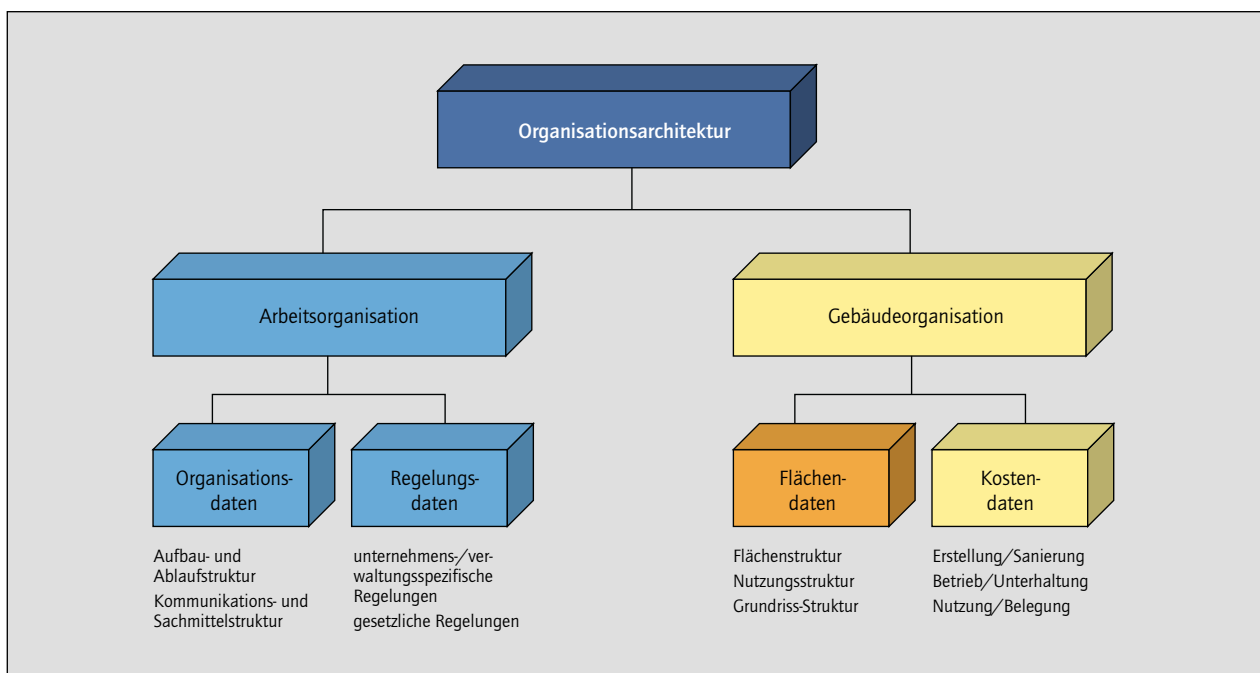 Organisationsarchitektur
Arbeitsorganisation
Gebäudeorganisation
Organisations-
daten
Regelungs-
daten
Flächen-
daten
Kosten-
daten
Aufbau- und
Ablaufstruktur
Kommunikations- und
Sachmittelstruktur
unternehmens-/ver-
waltungsspezifische
Regelungen
gesetzliche Regelungen
Flächenstruktur
Nutzungsstruktur
Grundriss-Struktur
Erstellung/Sanierung
Betrieb/Unterhaltung
Nutzung/Belegung